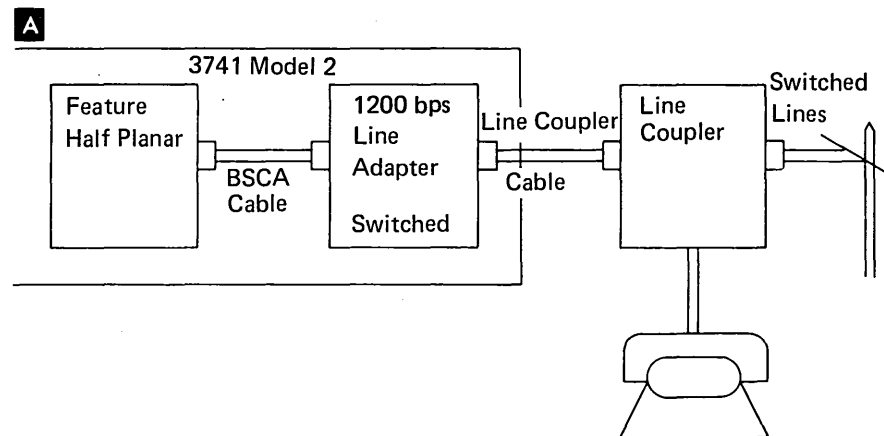 A
3741 Model 2
Feature
Half Planar
BSCA
Cable
1200 bps
Line
Adapter
Switched
Line Coupler
Cable
Line
Coupler
Switched
Lines